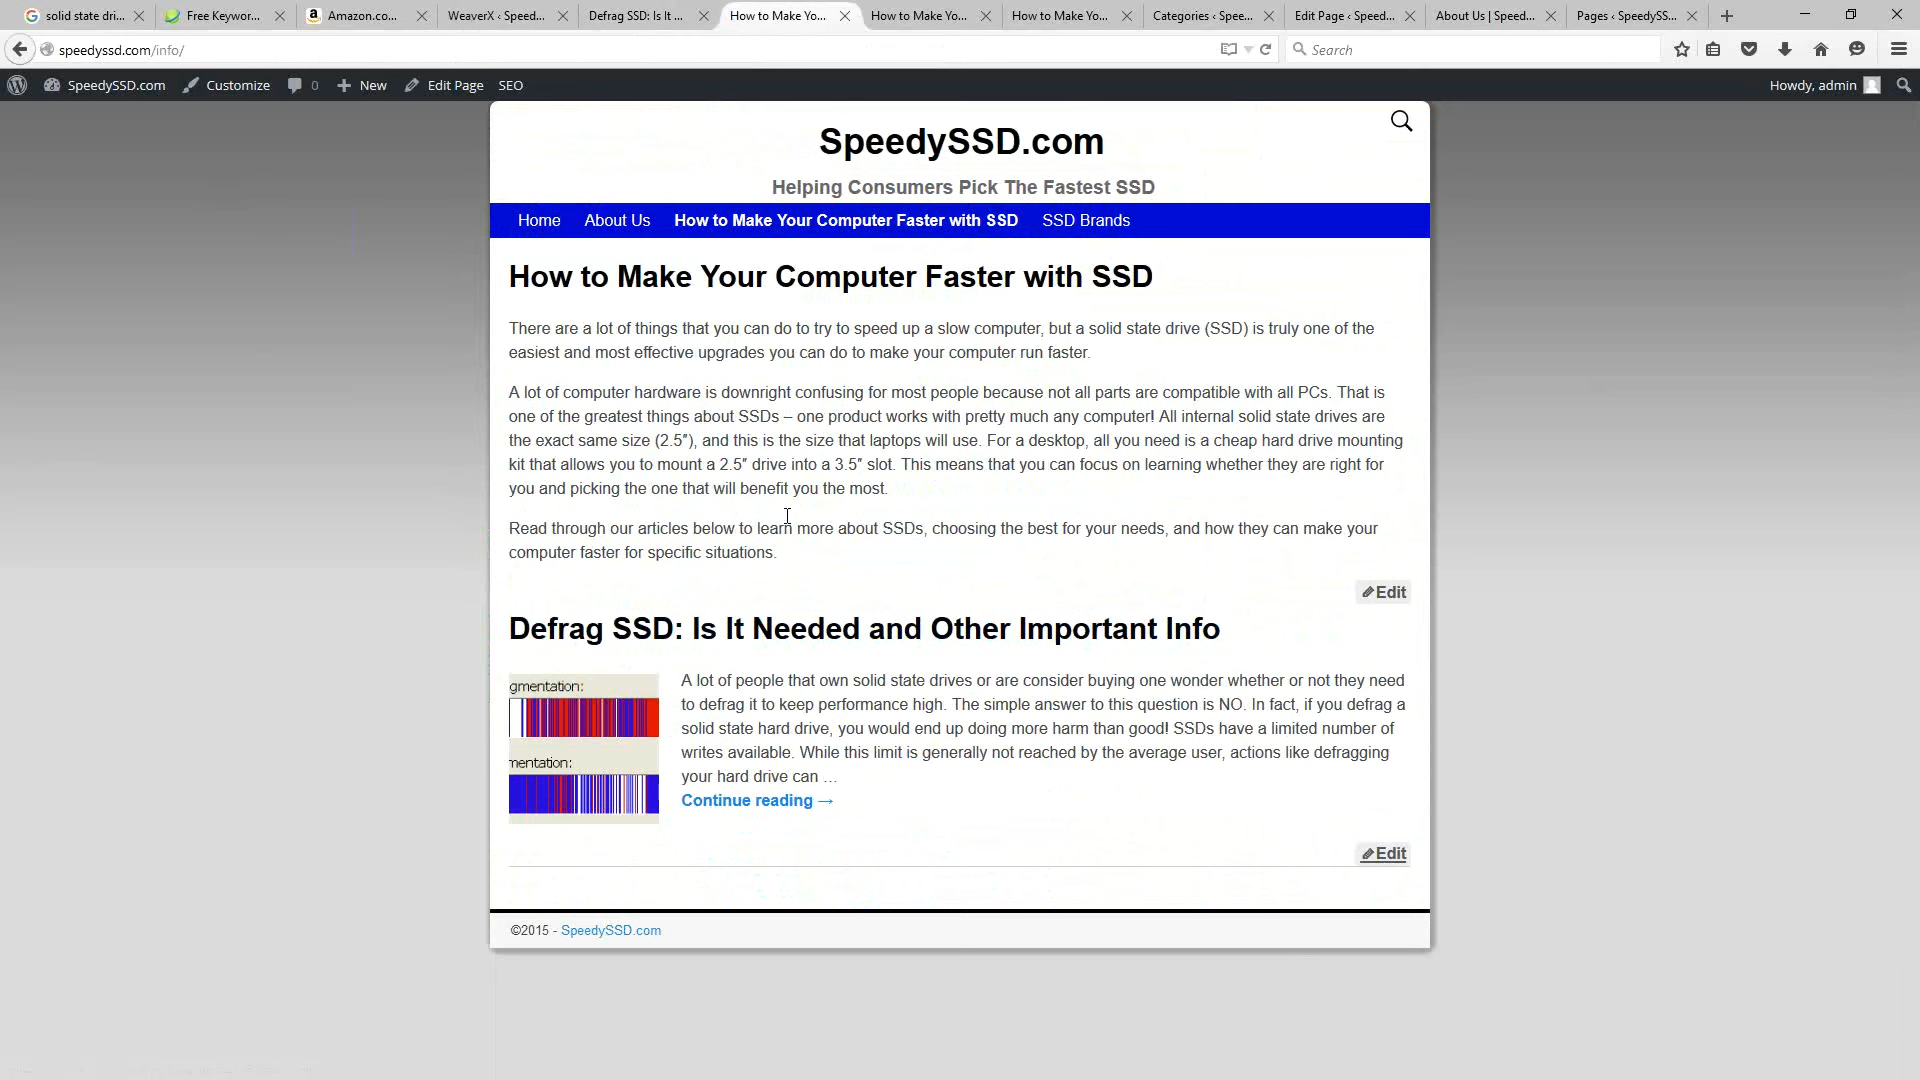 solid state dri...
Free Keywor...
Amazon.co...
WeaverX ‹ Speed...
Defrag SSD: Is It ...
How to Make Yo...
How to Make Yo...
How to Make Yo...
Categories ‹ Spee...
Edit Page ‹ Speed...
About Us | Speed...
Pages ‹ SpeedySS...
speedyssd.com/info/
Search
SpeedySSD.com
Customize
0
New
Edit Page
SEO
Howdy, admin
SpeedySSD.com
Helping Consumers Pick The Fastest SSD
Home
About Us
How to Make Your Computer Faster with SSD
SSD Brands
How to Make Your Computer Faster with SSD
There are a lot of things that you can do to try to speed up a slow computer, but a solid state drive (SSD) is truly one of the
easiest and most effective upgrades you can do to make your computer run faster.
A lot of computer hardware is downright confusing for most people because not all parts are compatible with all PCs. That is
one of the greatest things about SSDs – one product works with pretty much any computer! All internal solid state drives are
the exact same size (2.5″), and this is the size that laptops will use. For a desktop, all you need is a cheap hard drive mounting
kit that allows you to mount a 2.5″ drive into a 3.5″ slot. This means that you can focus on learning whether they are right for
you and picking the one that will benefit you the most.
Read through our articles below to learn more about SSDs, choosing the best for your needs, and how they can make your
computer faster for specific situations.
Edit
Defrag SSD: Is It Needed and Other Important Info
gmentation:
mentation:
A lot of people that own solid state drives or are consider buying one wonder whether or not they need
to defrag it to keep performance high. The simple answer to this question is NO. In fact, if you defrag a
solid state hard drive, you would end up doing more harm than good! SSDs have a limited number of
writes available. While this limit is generally not reached by the average user, actions like defragging
your hard drive can …
Continue reading →
Edit
©2015 - SpeedySSD.com